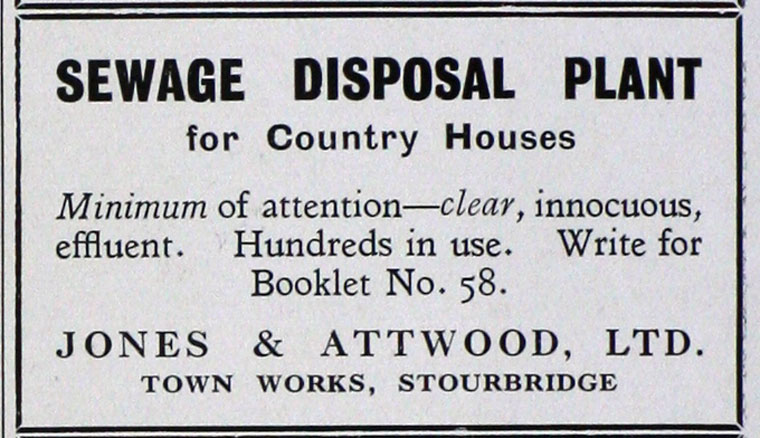 SEWAGE DISPOSAL PLANT
for Country Houses
Minimum of attention—clear, innocuous,
effluent. Hundreds in use. Write for
Booklet No. 58.
JONES & ATTWOOD, LTD.
TOWN WORKS, STOURBRIDGE